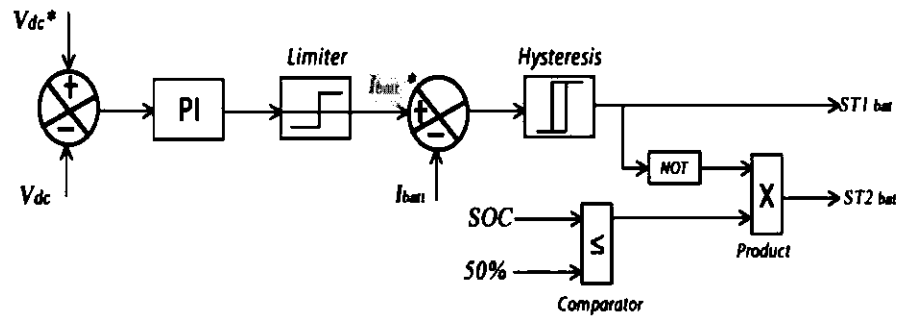 Vdc*
Limiter
Hysteresis
+
−
PI
Ibatt*
+
−
ST1 bat
Vdc
Ibatt
NOT
X
ST2 bat
SOC
≤
50%
Product
Comparator